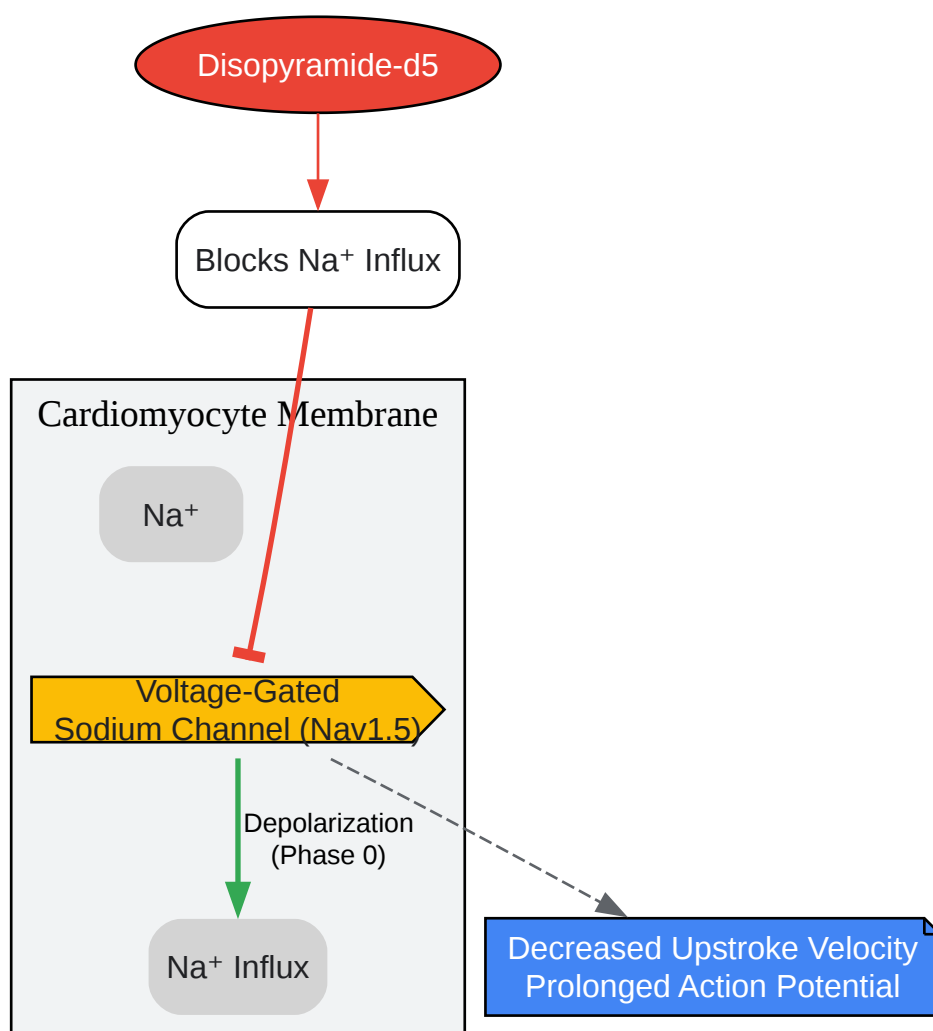 Disopyramide-d5
Blocks Na⁺ Influx
Cardiomyocyte Membrane
Na⁺
Voltage-Gated
Sodium Channel (Nav1.5)
Depolarization
(Phase 0)
Na⁺ Influx
Decreased Upstroke Velocity
Prolonged Action Potential